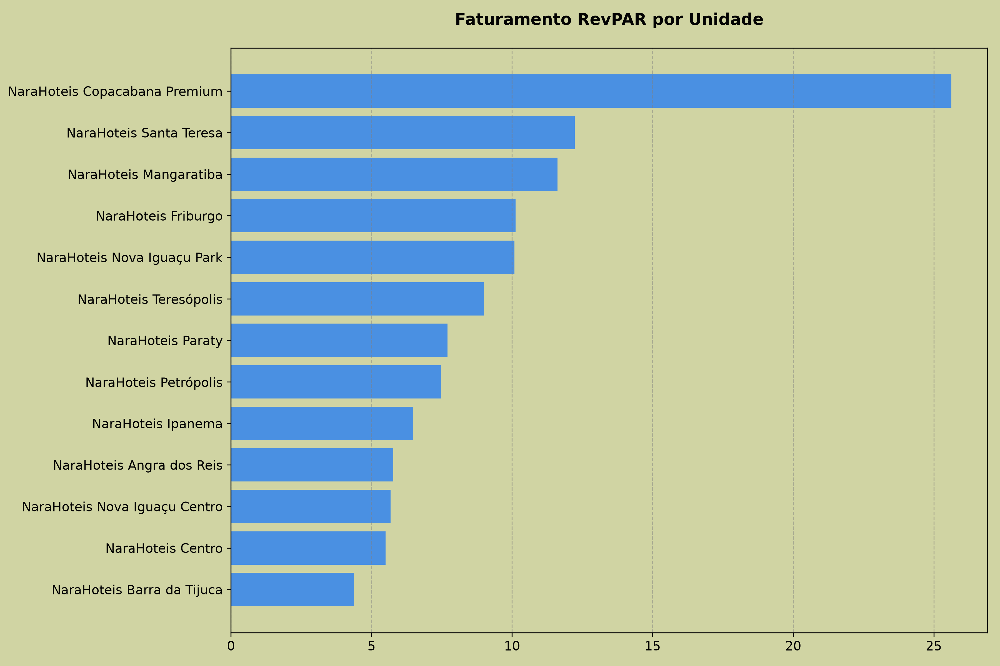 Faturamento RevPAR por Unidade
NaraHoteis Copacabana Premium
NaraHoteis Santa Teresa
NaraHoteis Mangaratiba
NaraHoteis Friburgo
NaraHoteis Nova Iguaçu Park
NaraHoteis Teresópolis
NaraHoteis Paraty
NaraHoteis Petrópolis
NaraHoteis Ipanema
NaraHoteis Angra dos Reis
NaraHoteis Nova Iguaçu Centro
NaraHoteis Centro
NaraHoteis Barra da Tijuca
0 5 10 15 20 25